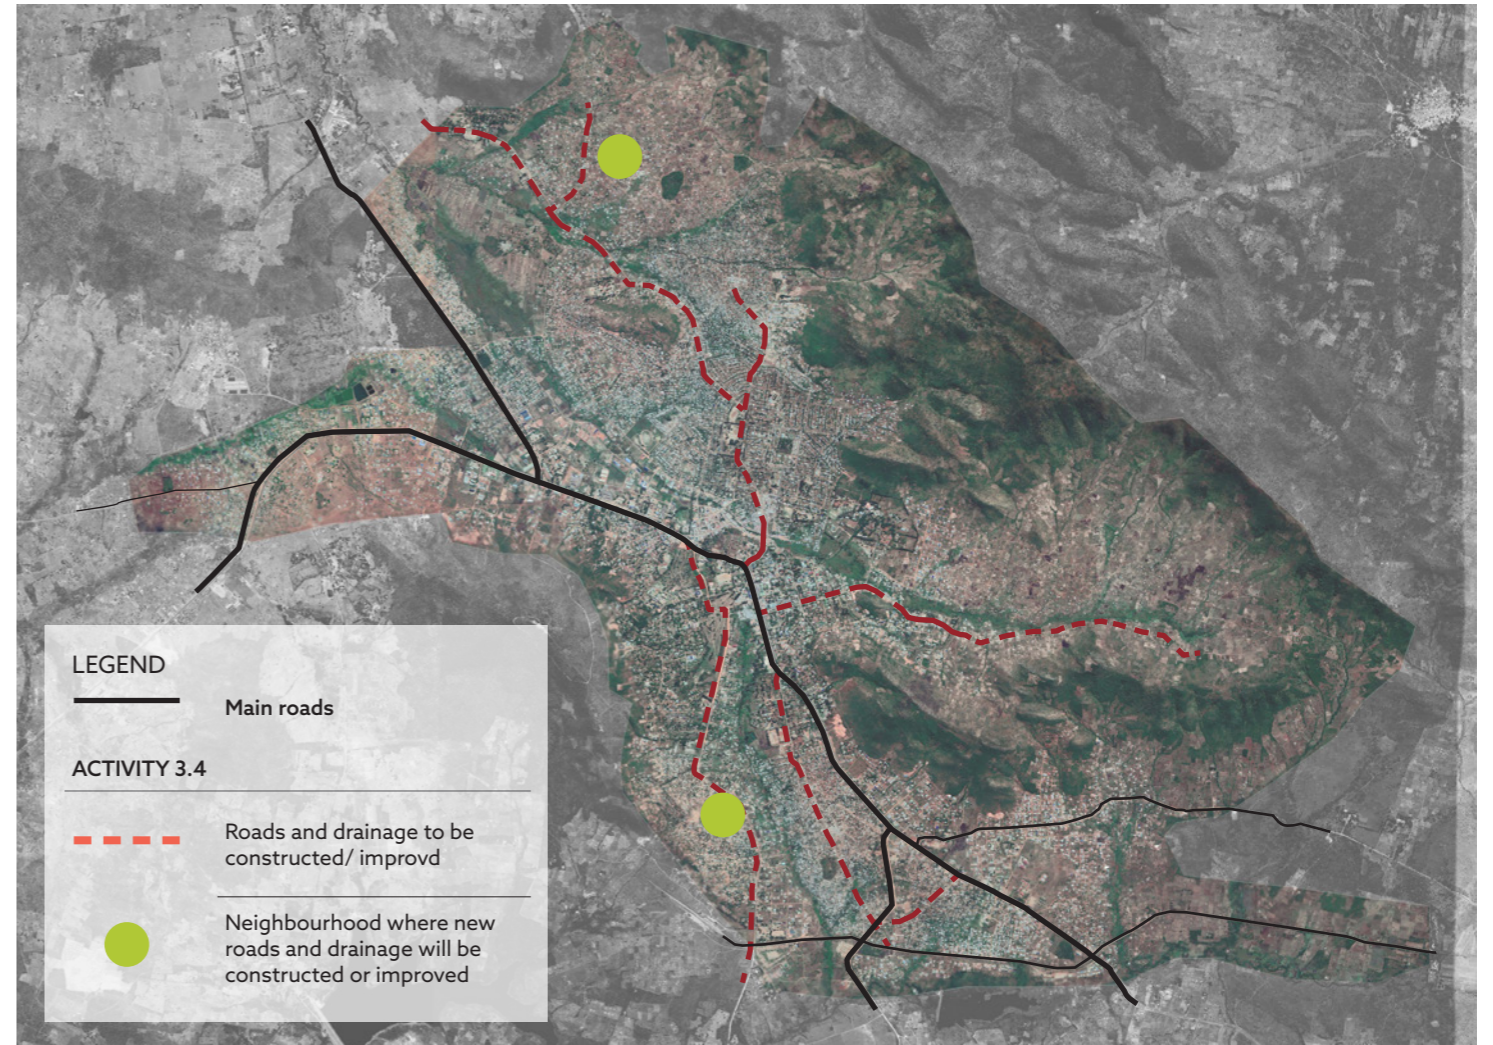 LEGEND
Main roads
ACTIVITY 3.4
Roads and drainage to be
constructed/ improvd
Neighbourhood where new
roads and drainage will be
constructed or improved